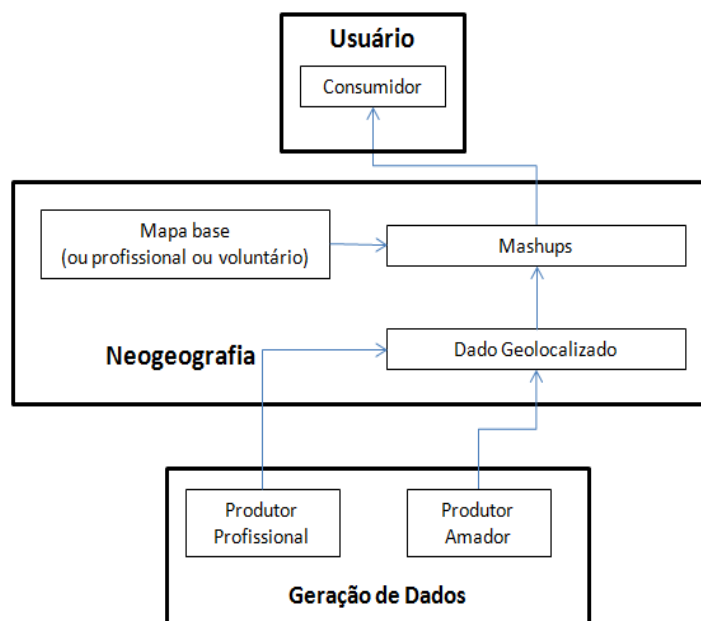 Usuário
Consumidor
Mapa base
(ou profissional ou voluntário)
Mashups
Neogeografia
Dado Geolocalizado
Produtor
Profissional
Produtor
Amador
Geração de Dados